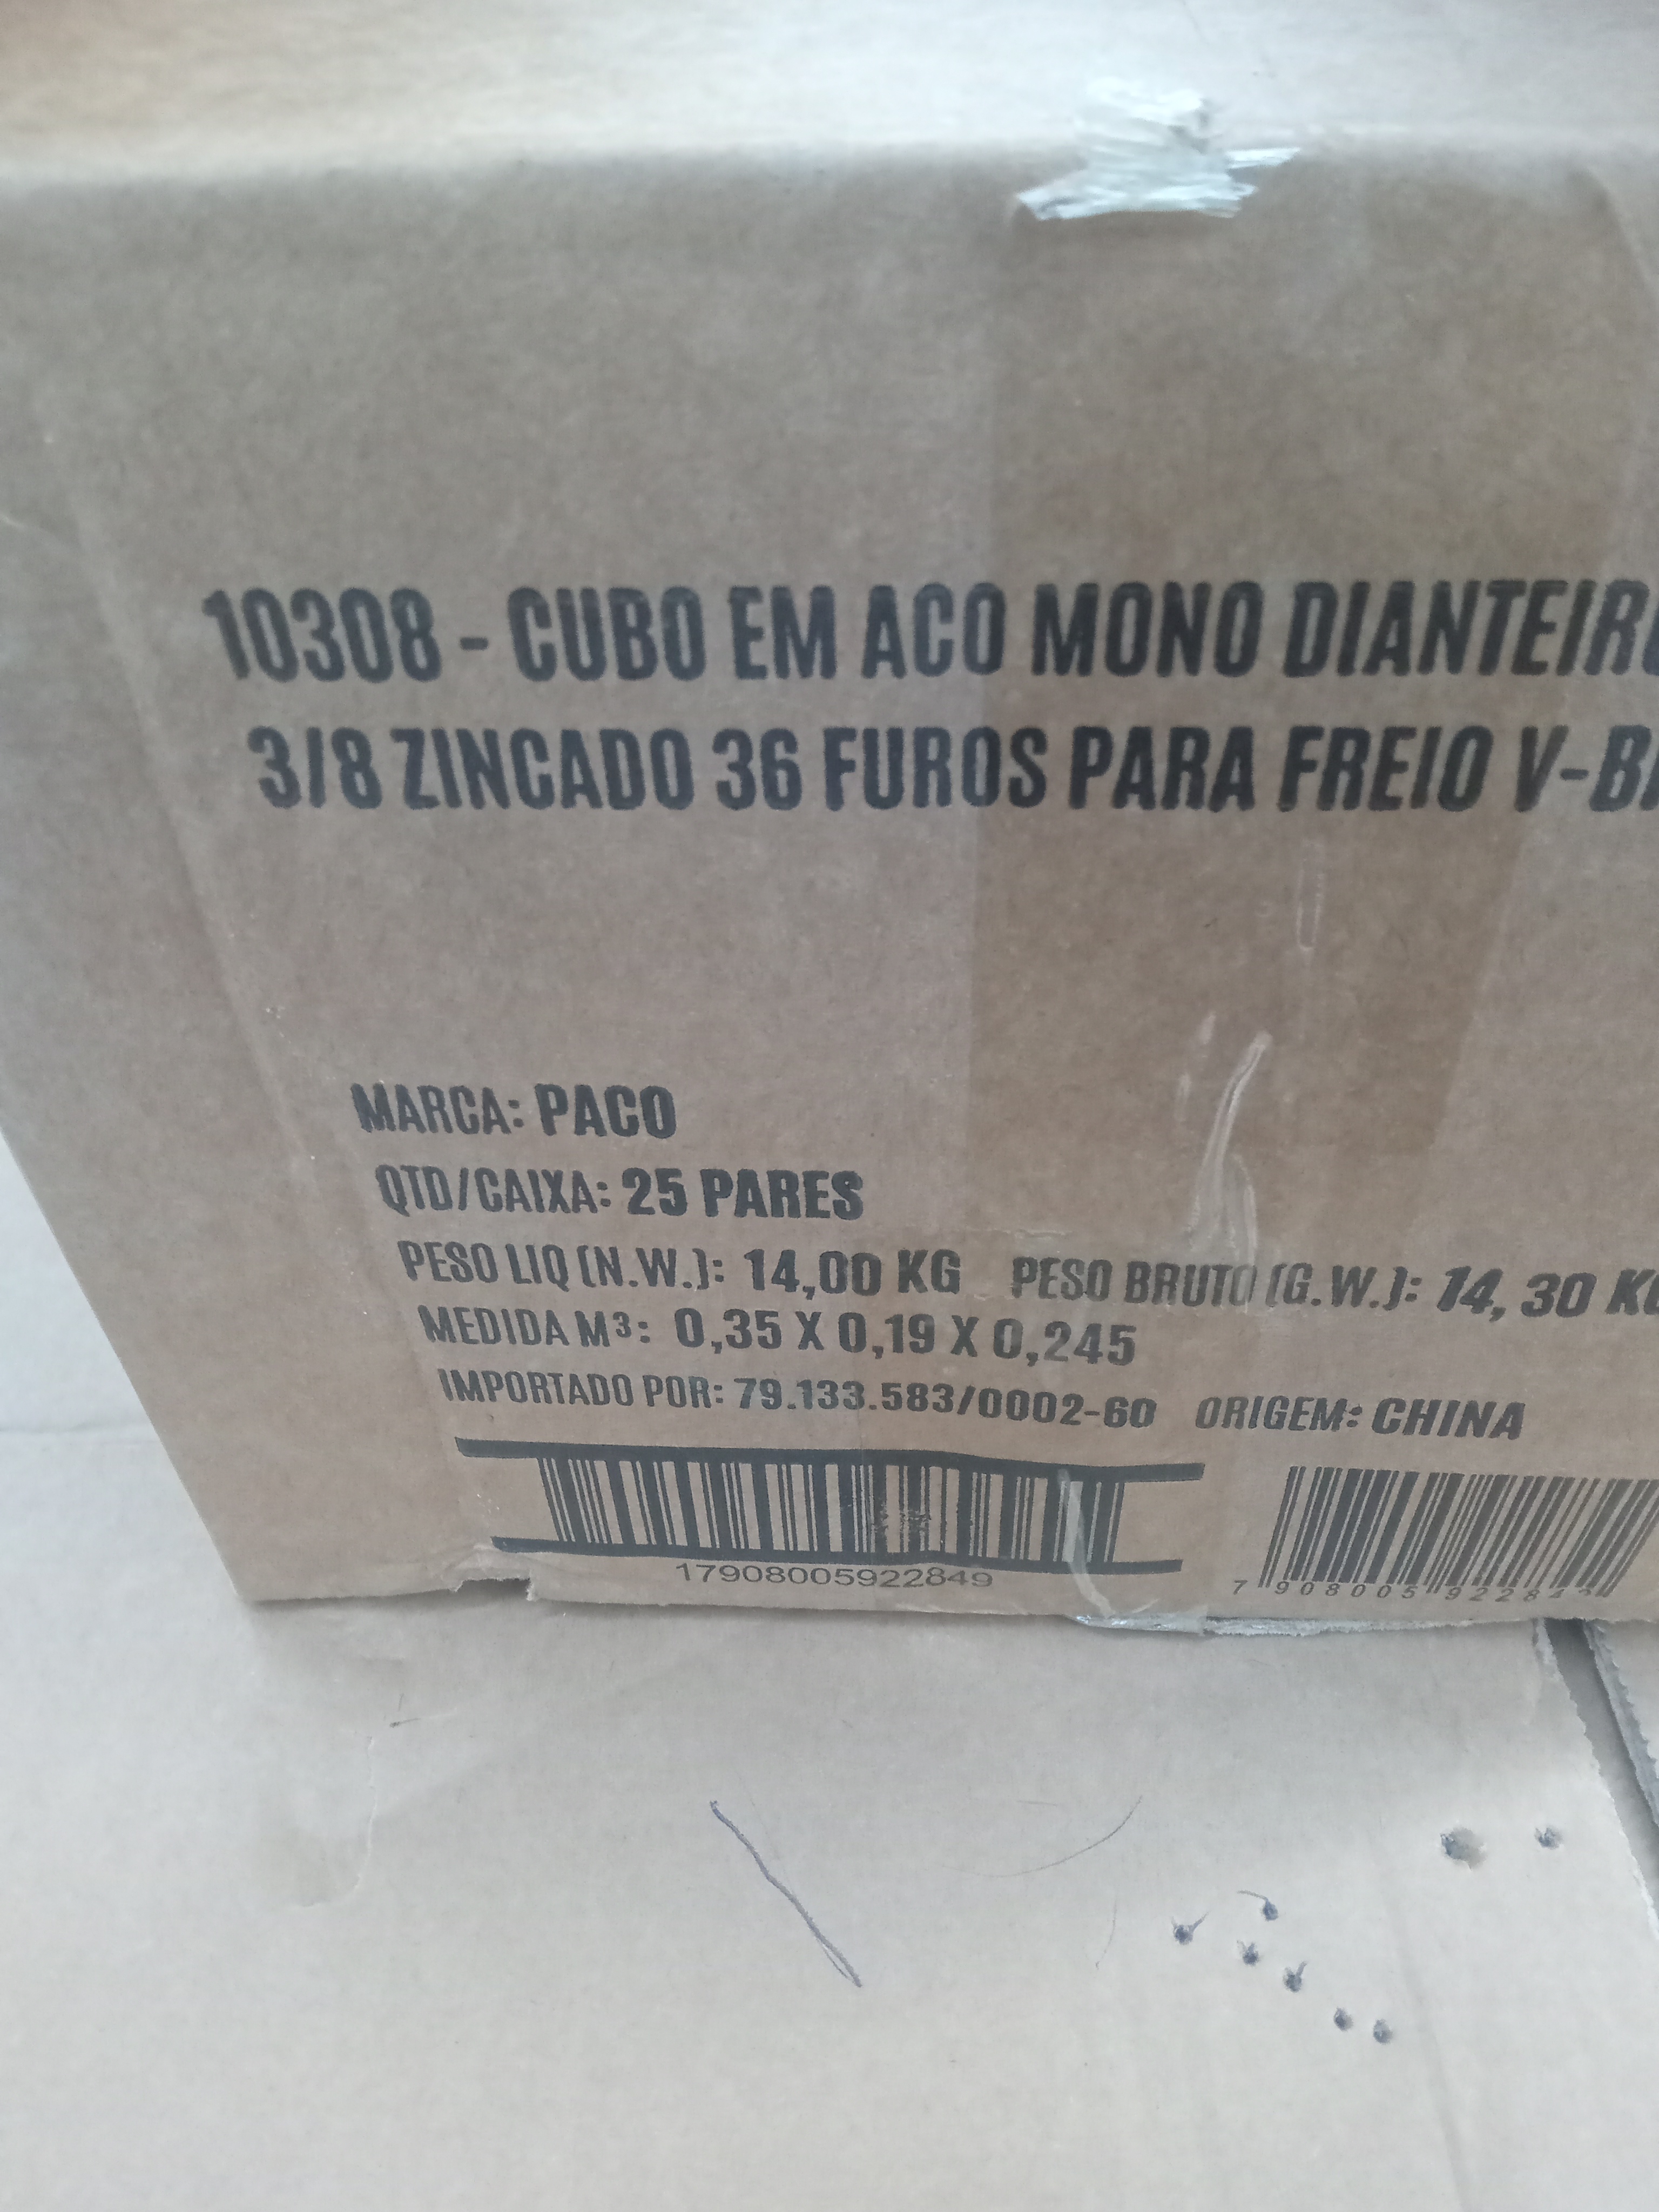 10308 - CUBO EM ACO MONO DIANTEIRO
3/8 ZINCADO 36 FUROS PARA FREIO
MARCA: PACO
QTD/CAIXA: 25 PARES
PESO LIQ (N.W.): 14,00 KG PESO BRUTO (G.W.): 14,30 KG
MEDIDA M³: 0,35 X 0,19 X 0,245
IMPORTADO POR: 79.133.583/0002-60 ORIGEM: CHINA
17908005922849